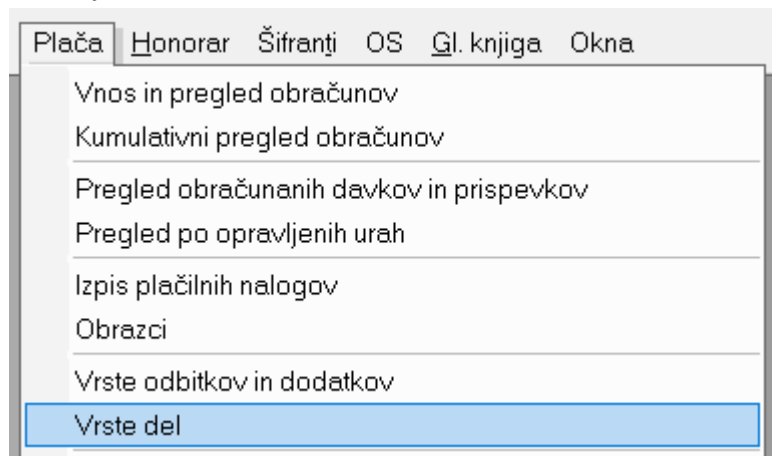 Plača Honorar Šifranti OS Gl. knjiga Okna
Vnos in pregled obračunov
Kumulativni pregled obračunov
Pregled obračunanih davkov in prispevkov
Pregled po opravljenih urah
Izpis plačilnih nalogov
Obrazci
Vrste odbitkov in dodatkov
Vrste del